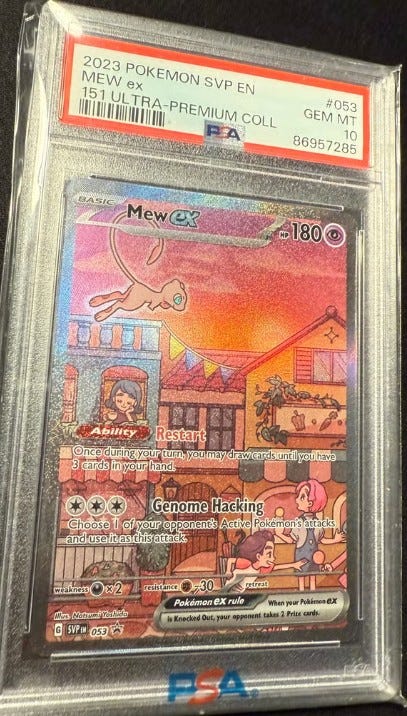 2023 POKEMON SVP EN #053
MEW ex GEM MT
151 ULTRA-PREMIUM COLL 10
PSA 86957285
BASIC Mew ex HP 180
Ability Restart
Once during your turn, you may draw cards until you have
3 cards in your hand.
Genome Hacking
Choose 1 of your opponent's Active Pokémon's attacks
and use it as this attack.
weakness ×2 resistance -30 retreat
Pokémon ex rule When your Pokémon ex
is Knocked Out, your opponent takes 2 Prize cards.
Illus. Natsumi Yoshida
G SVP EN 053
PSA